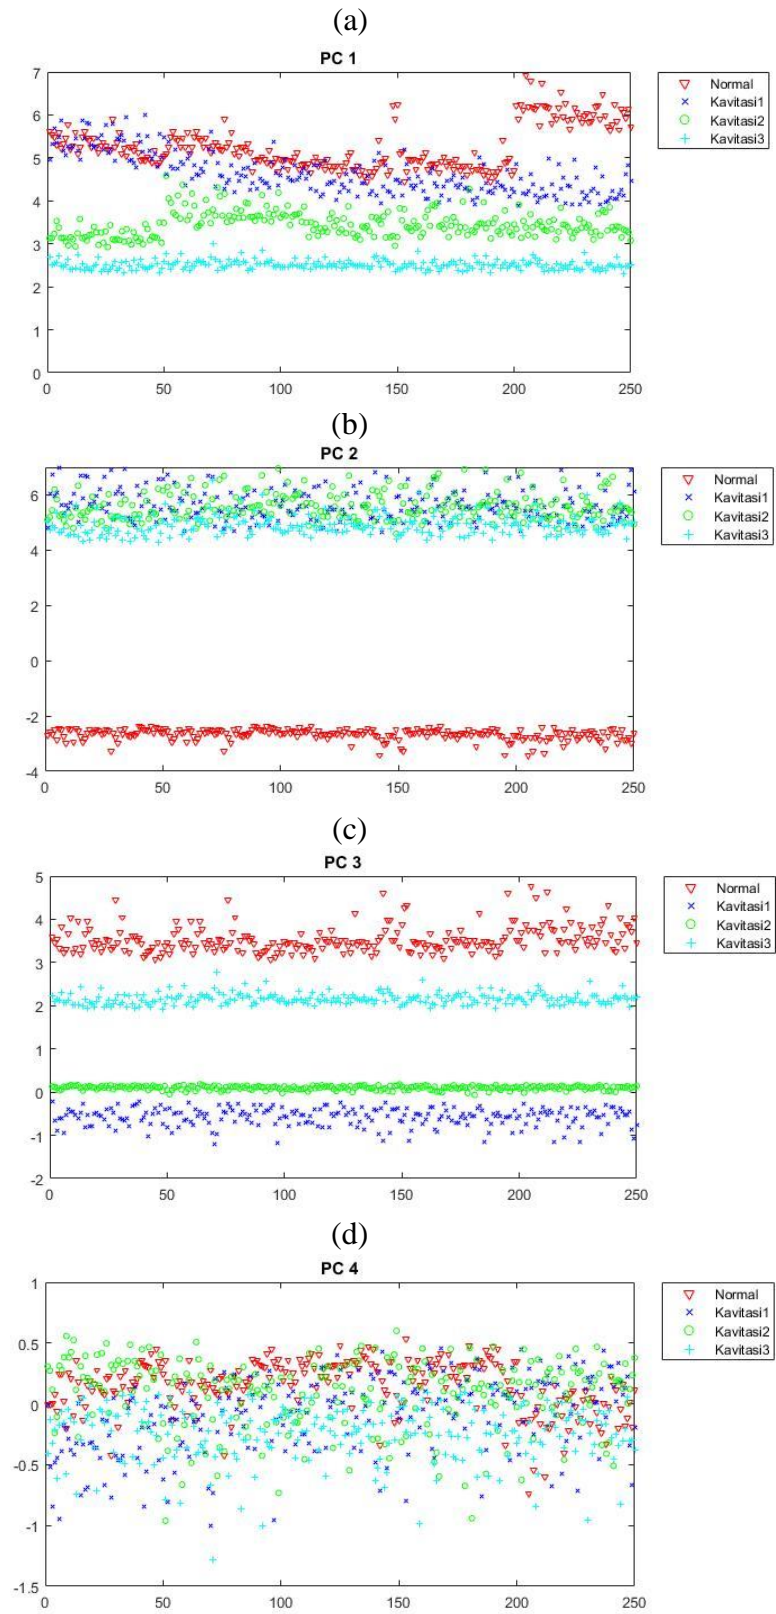 (a)
PC 1
7
6
5
4
3
2
1
0
0 50 100 150 200 250
Normal
Kavitasi1
Kavitasi2
Kavitasi3
(b)
PC 2
6
4
2
0
-2
-4
0 50 100 150 200 250
Normal
Kavitasi1
Kavitasi2
Kavitasi3
(c)
PC 3
5
4
3
2
1
0
-1
-2
0 50 100 150 200 250
Normal
Kavitasi1
Kavitasi2
Kavitasi3
(d)
PC 4
1
0.5
0
-0.5
-1
-1.5
0 50 100 150 200 250
Normal
Kavitasi1
Kavitasi2
Kavitasi3